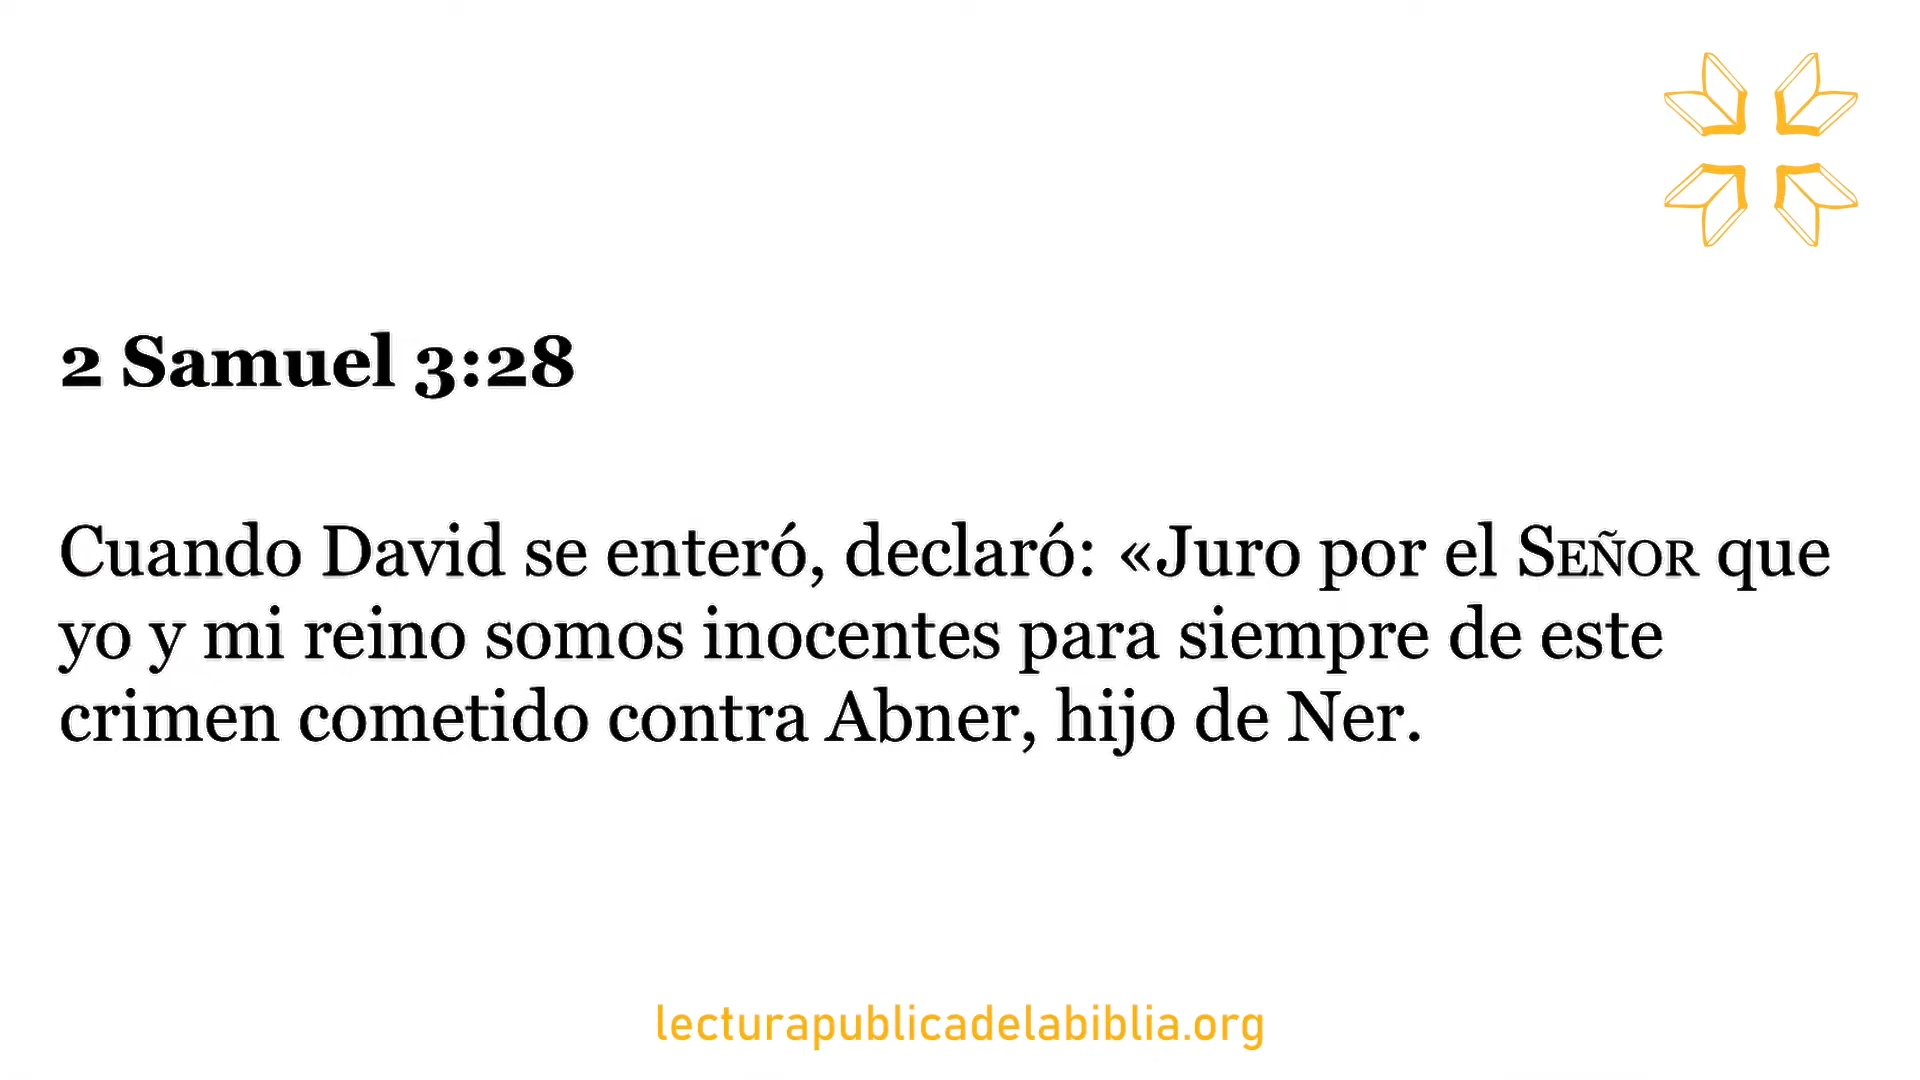 2 Samuel 3:28
Cuando David se enteró, declaró: «Juro por el SEÑOR que
yo y mi reino somos inocentes para siempre de este
crimen cometido contra Abner, hijo de Ner.
lecturapublicadelabiblia.org